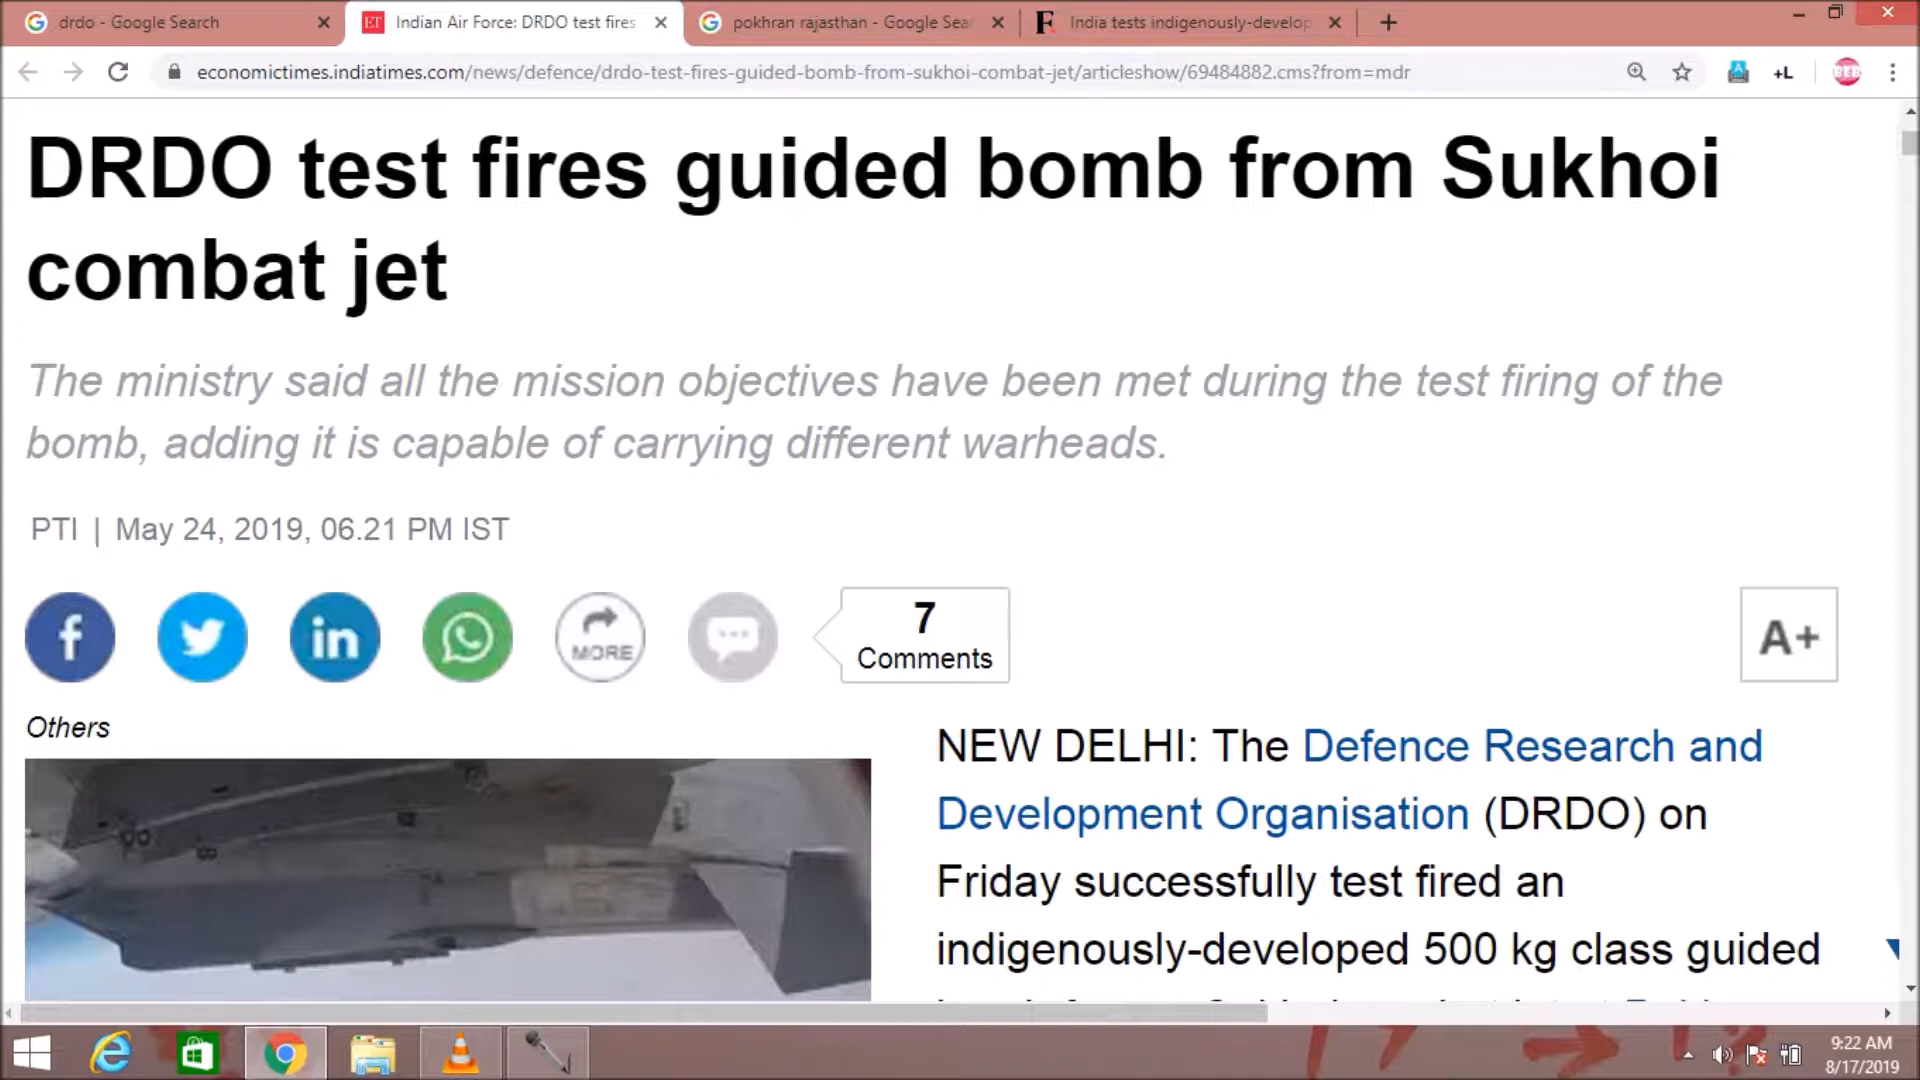 drdo - Google Search
ET Indian Air Force: DRDO test fires
pokhran rajasthan - Google Sear
F. India tests indigenously-develop
economictimes.indiatimes.com/news/defence/drdo-test-fires-guided-bomb-from-sukhoi-combat-jet/articleshow/69484882.cms?from=mdr
+L
DRDO test fires guided bomb from Sukhoi
combat jet
The ministry said all the mission objectives have been met during the test firing of the
bomb, adding it is capable of carrying different warheads.
PTI | May 24, 2019, 06.21 PM IST
f
in
MORE
7
Comments
A+
Others
NEW DELHI: The Defence Research and
Development Organisation (DRDO) on
Friday successfully test fired an
indigenously-developed 500 kg class guided
9:22 AM
8/17/2019